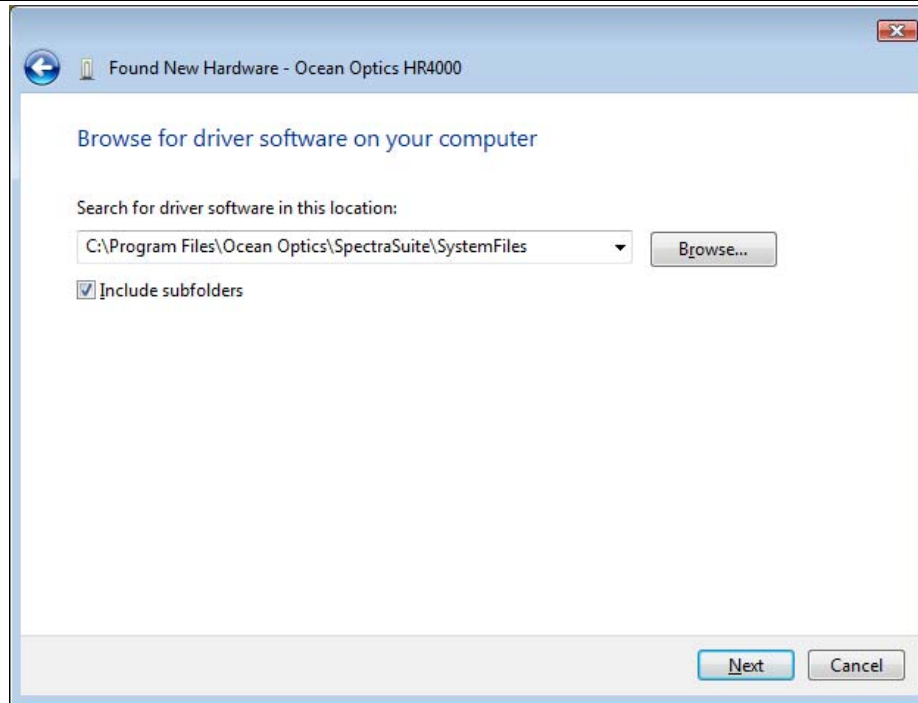 Found New Hardware - Ocean Optics HR4000
Browse for driver software on your computer
Search for driver software in this location:
C:\Program Files\Ocean Optics\SpectraSuite\SystemFiles
Browse...
Include subfolders
Next
Cancel